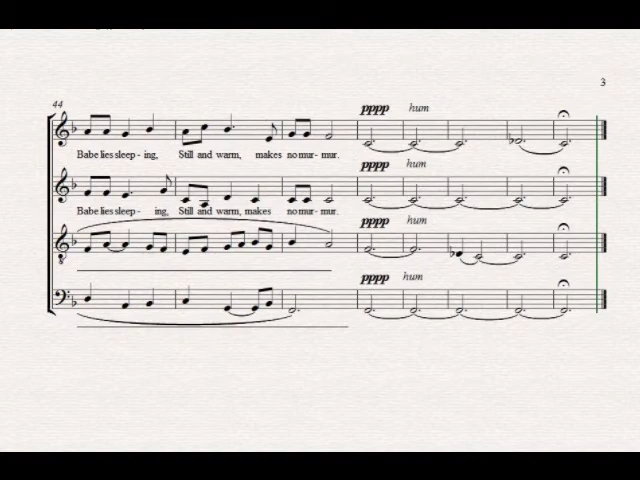 3
44
pppp hum
Babe lies sleep - ing, Still and warm, makes no mur - mur.
pppp hum
Babe lies sleep - ing, Still and warm, makes no mur - mur.
pppp hum
8
pppp hum